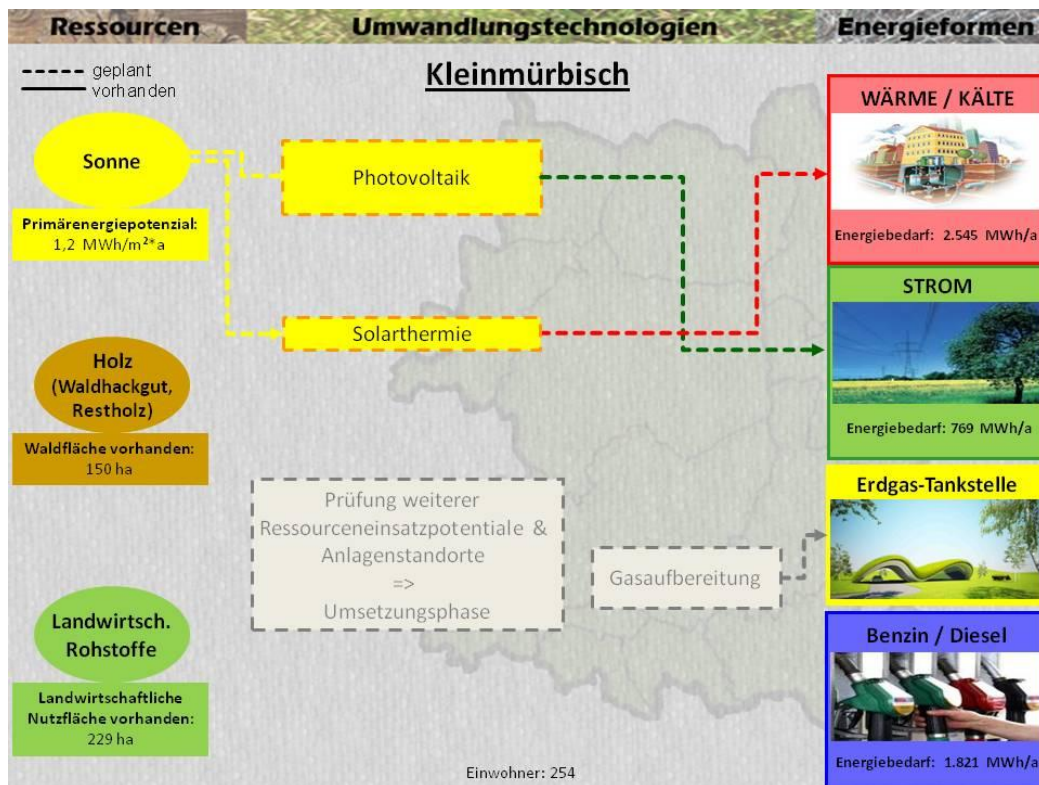 Ressourcen
Umwandlungstechnologien
Energieformen
geplant
vorhanden
Kleinmürbisch
Sonne
Primärenergiepotenzial:
1,2 MWh/m²*a
Holz
(Waldhackgut,
Restholz)
Waldfläche vorhanden:
150 ha
Landwirtsch.
Rohstoffe
Landwirtschaftliche
Nutzfläche vorhanden:
229 ha
Photovoltaik
Solarthermie
Prüfung weiterer
Ressourceneinsatzpotentiale &
Anlagenstandorte
=>
Umsetzungsphase
Gasaufbereitung
Einwohner: 254
WÄRME / KÄLTE
Energiebedarf: 2.545 MWh/a
STROM
Energiebedarf: 769 MWh/a
Erdgas-Tankstelle
Benzin / Diesel
Energiebedarf: 1.821 MWh/a